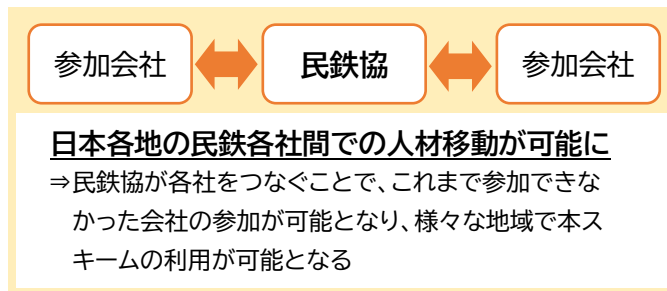 参加会社 民鉄協 参加会社
日本各地の民鉄各社間での人材移動が可能に
⇒民鉄協が各社をつなぐことで、これまで参加できな
かった会社の参加が可能となり、様々な地域で本ス
キームの利用が可能となる